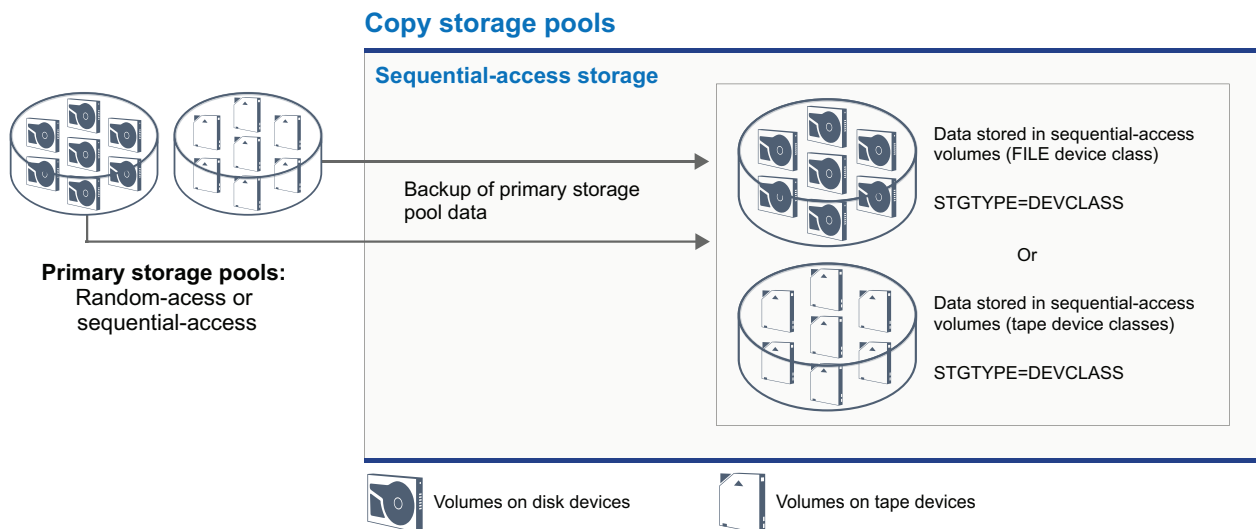 Copy storage pools
Sequential-access storage
Data stored in sequential-access
volumes (FILE device class)
STGTYPE=DEVCLASS
Backup of primary storage
pool data
Or
Primary storage pools:
Random-acess or
sequential-access
Data stored in sequential-access
volumes (tape device classes)
STGTYPE=DEVCLASS
Volumes on disk devices
Volumes on tape devices